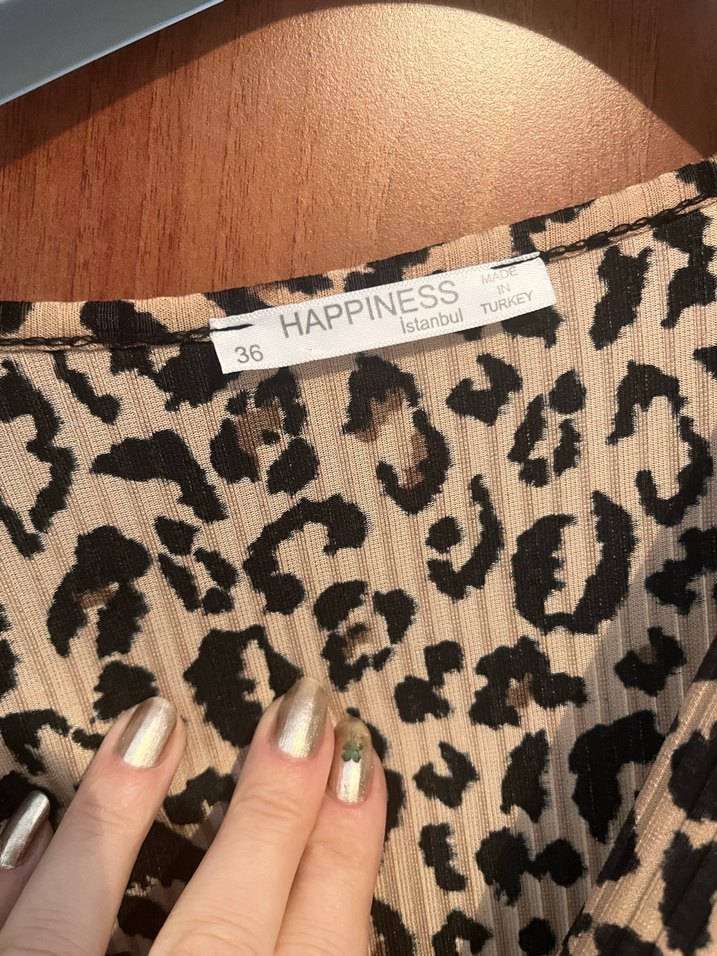 36
HAPPINESS
İstanbul
MADE
IN
TURKEY